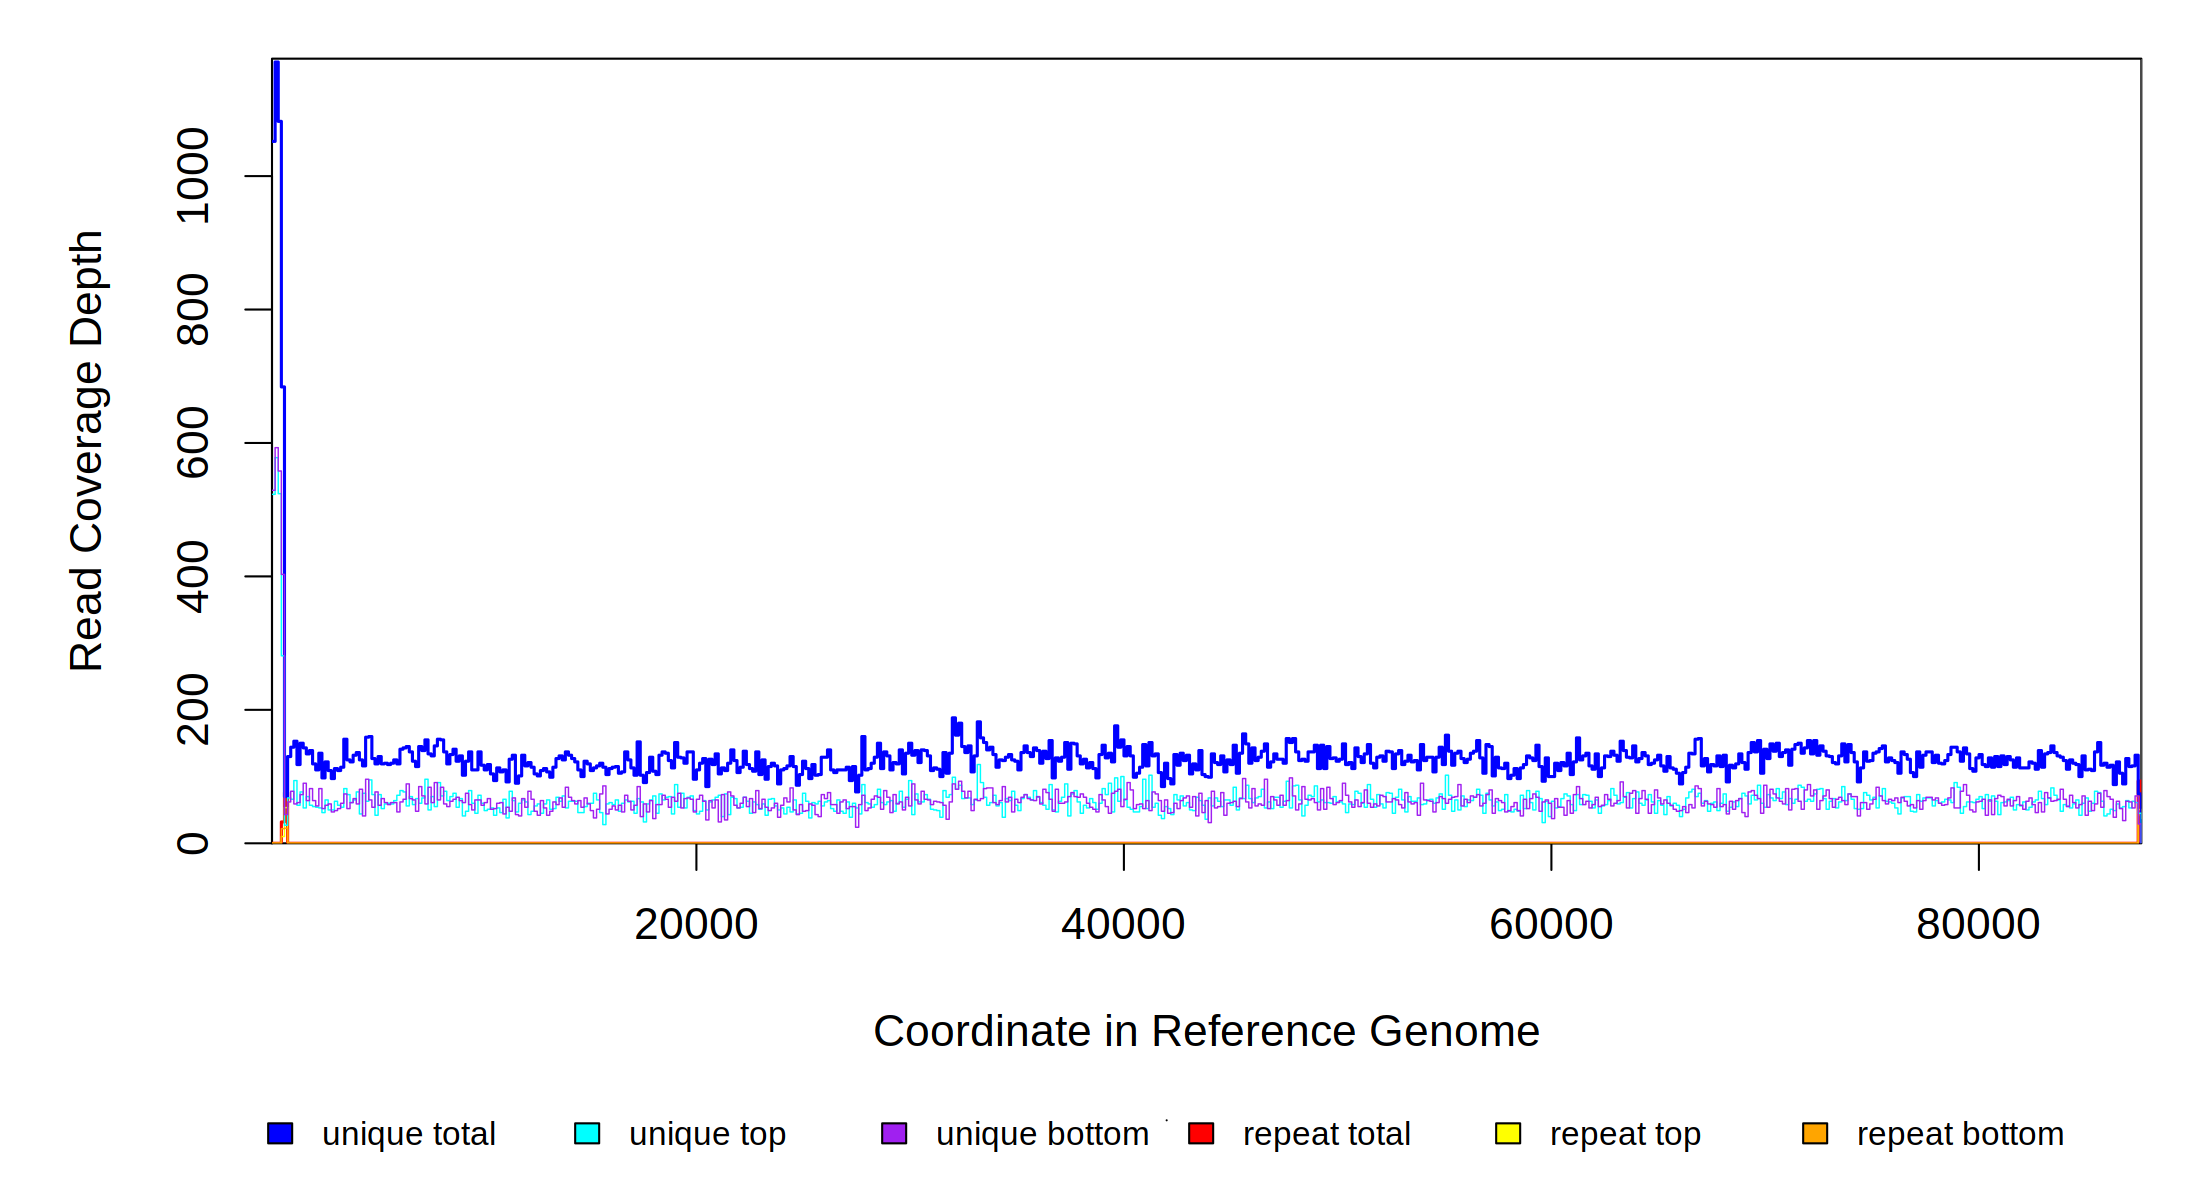 Read Coverage Depth
1000
800
600
400
200
0
20000 40000 60000 80000
Coordinate in Reference Genome
unique total unique top unique bottom repeat total repeat top repeat bottom